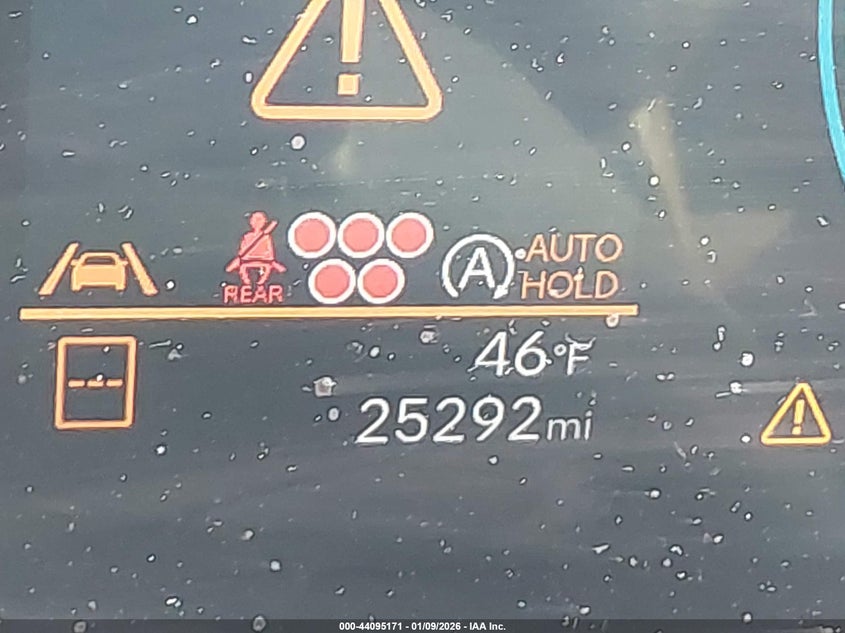 AUTO
REAR A HOLD
46°F
25292mi
000-44095171 - 01/09/2026 - IAA Inc.